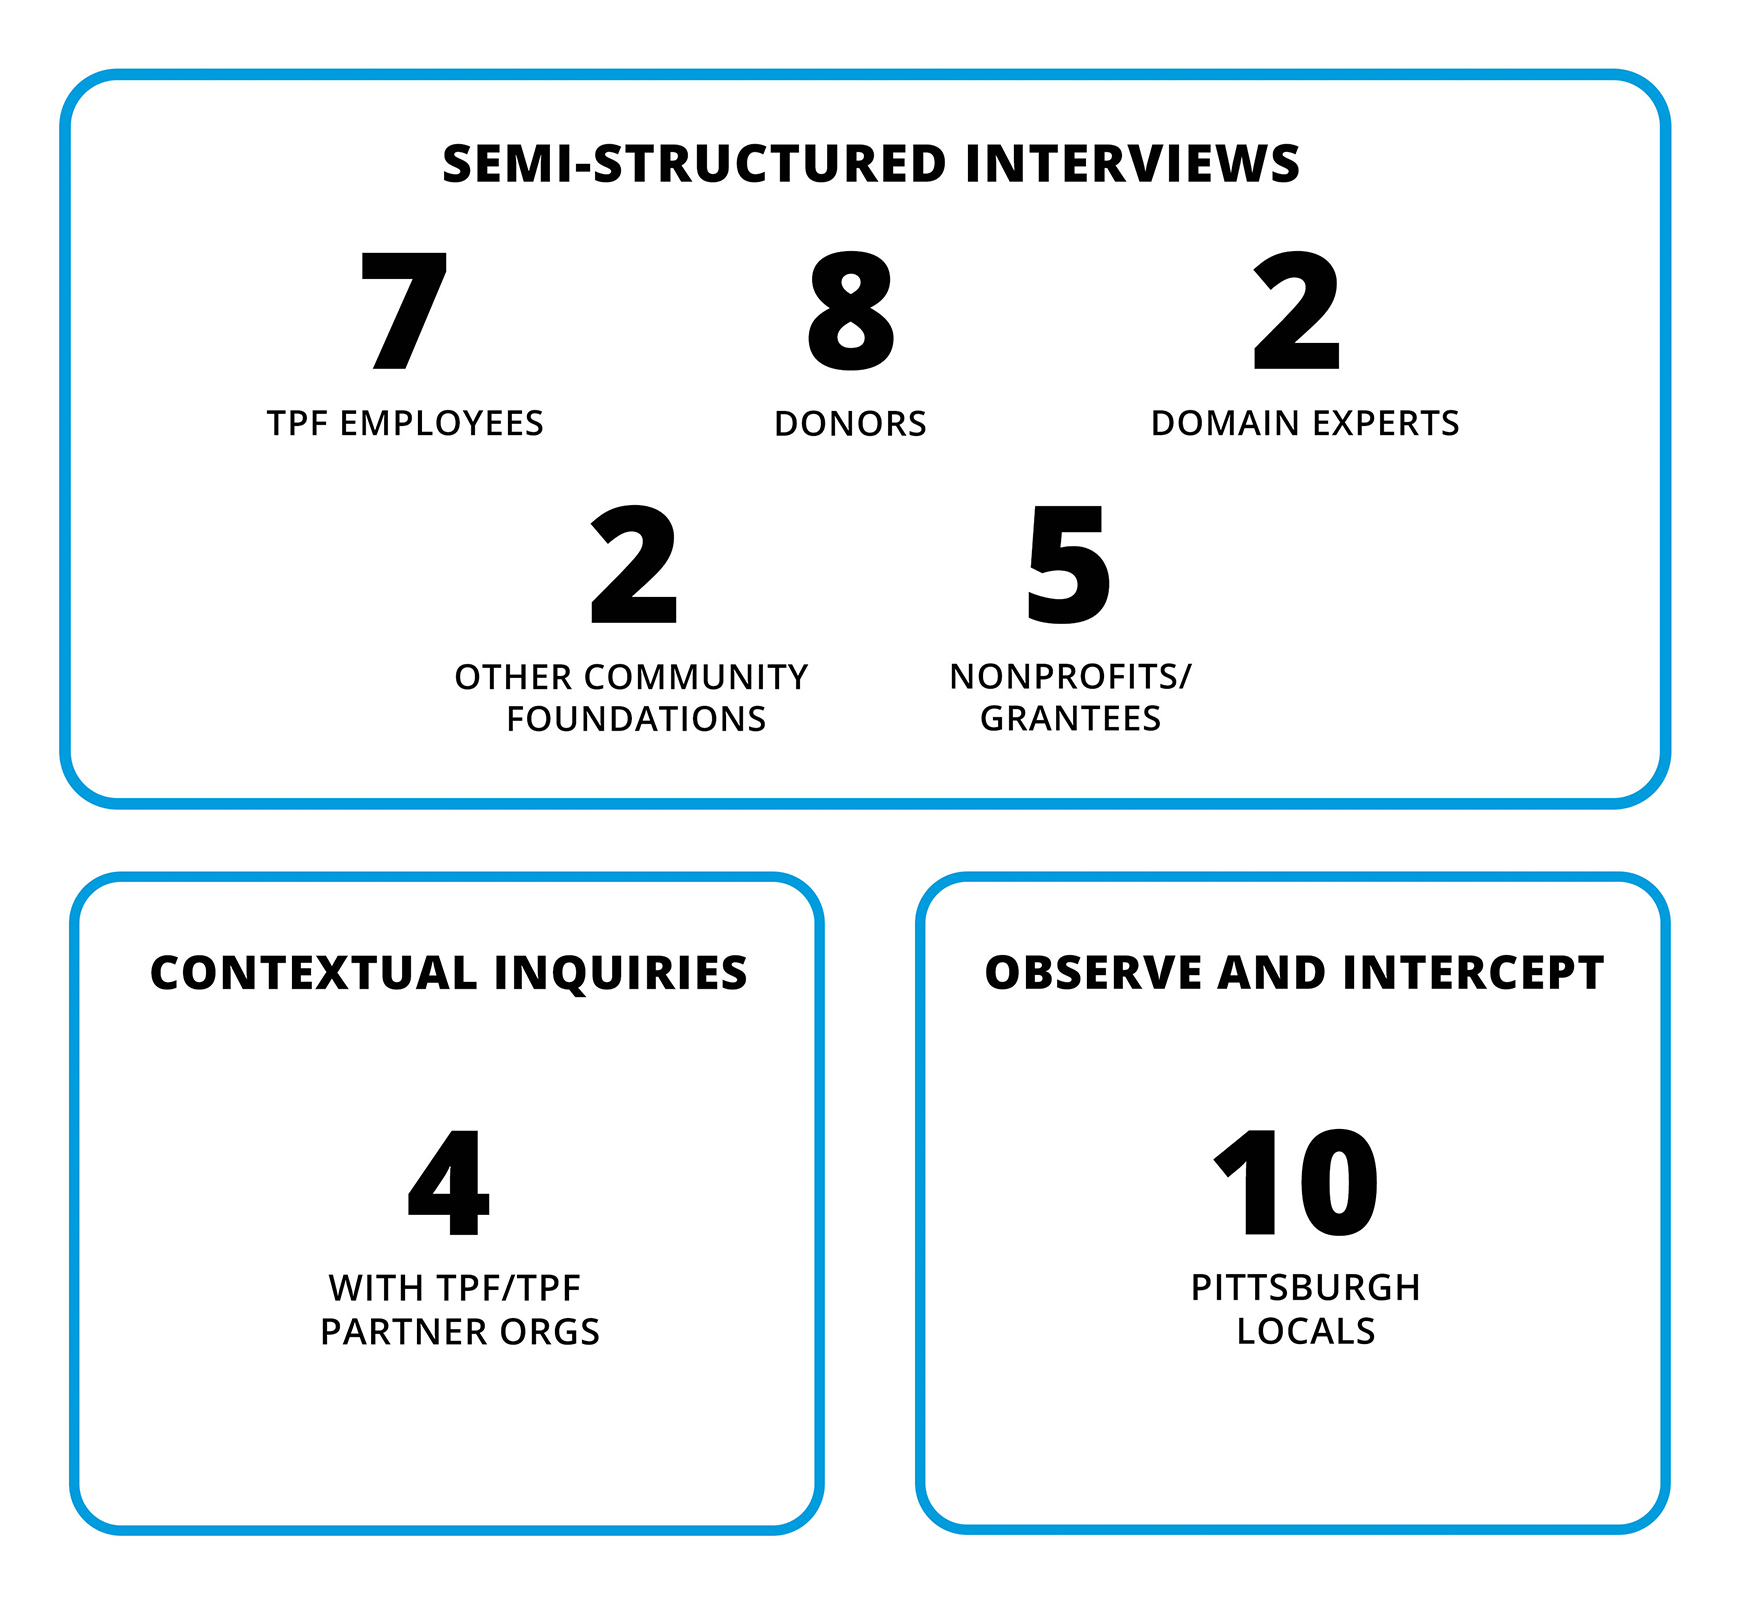 SEMI-STRUCTURED INTERVIEWS
7
TPF EMPLOYEES
8
DONORS
2
DOMAIN EXPERTS
2
OTHER COMMUNITY
FOUNDATIONS
5
NONPROFITS/
GRANTEES
CONTEXTUAL INQUIRIES
4
WITH TPF/TPF
PARTNER ORGS
OBSERVE AND INTERCEPT
10
PITTSBURGH
LOCALS